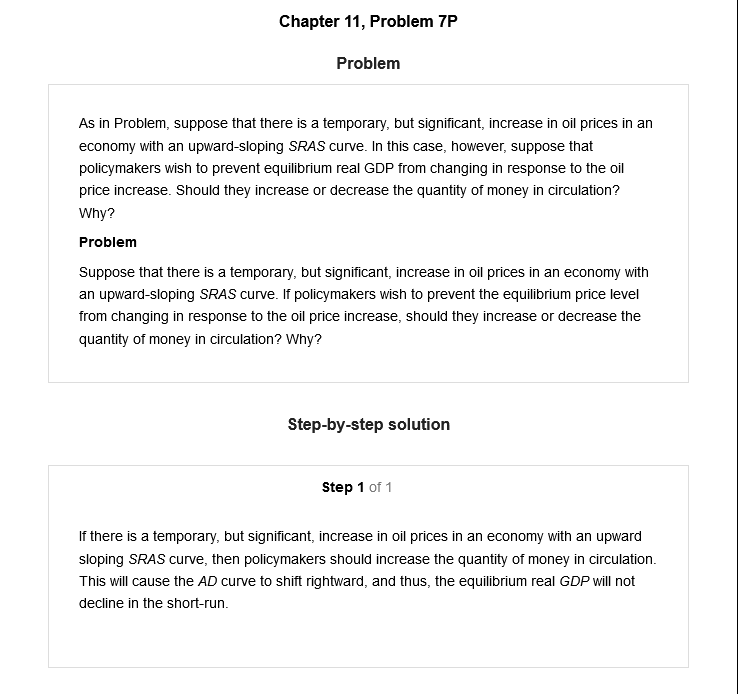 Chapter 11, Problem 7P
Problem
As in Problem, suppose that there is a temporary, but significant, increase in oil prices in an
economy with an upward-sloping SRAS curve. In this case, however, suppose that
policymakers wish to prevent equilibrium real GDP from changing in response to the oil
price increase. Should they increase or decrease the quantity of money in circulation?
Why?
Problem
Suppose that there is a temporary, but significant, increase in oil prices in an economy with
an upward-sloping SRAS curve. If policymakers wish to prevent the equilibrium price level
from changing in response to the oil price increase, should they increase or decrease the
quantity of money in circulation? Why?
Step-by-step solution
Step 1 of 1
If there is a temporary, but significant, increase in oil prices in an economy with an upward
sloping SRAS curve, then policymakers should increase the quantity of money in circulation.
This will cause the AD curve to shift rightward, and thus, the equilibrium real GDP will not
decline in the short-run.